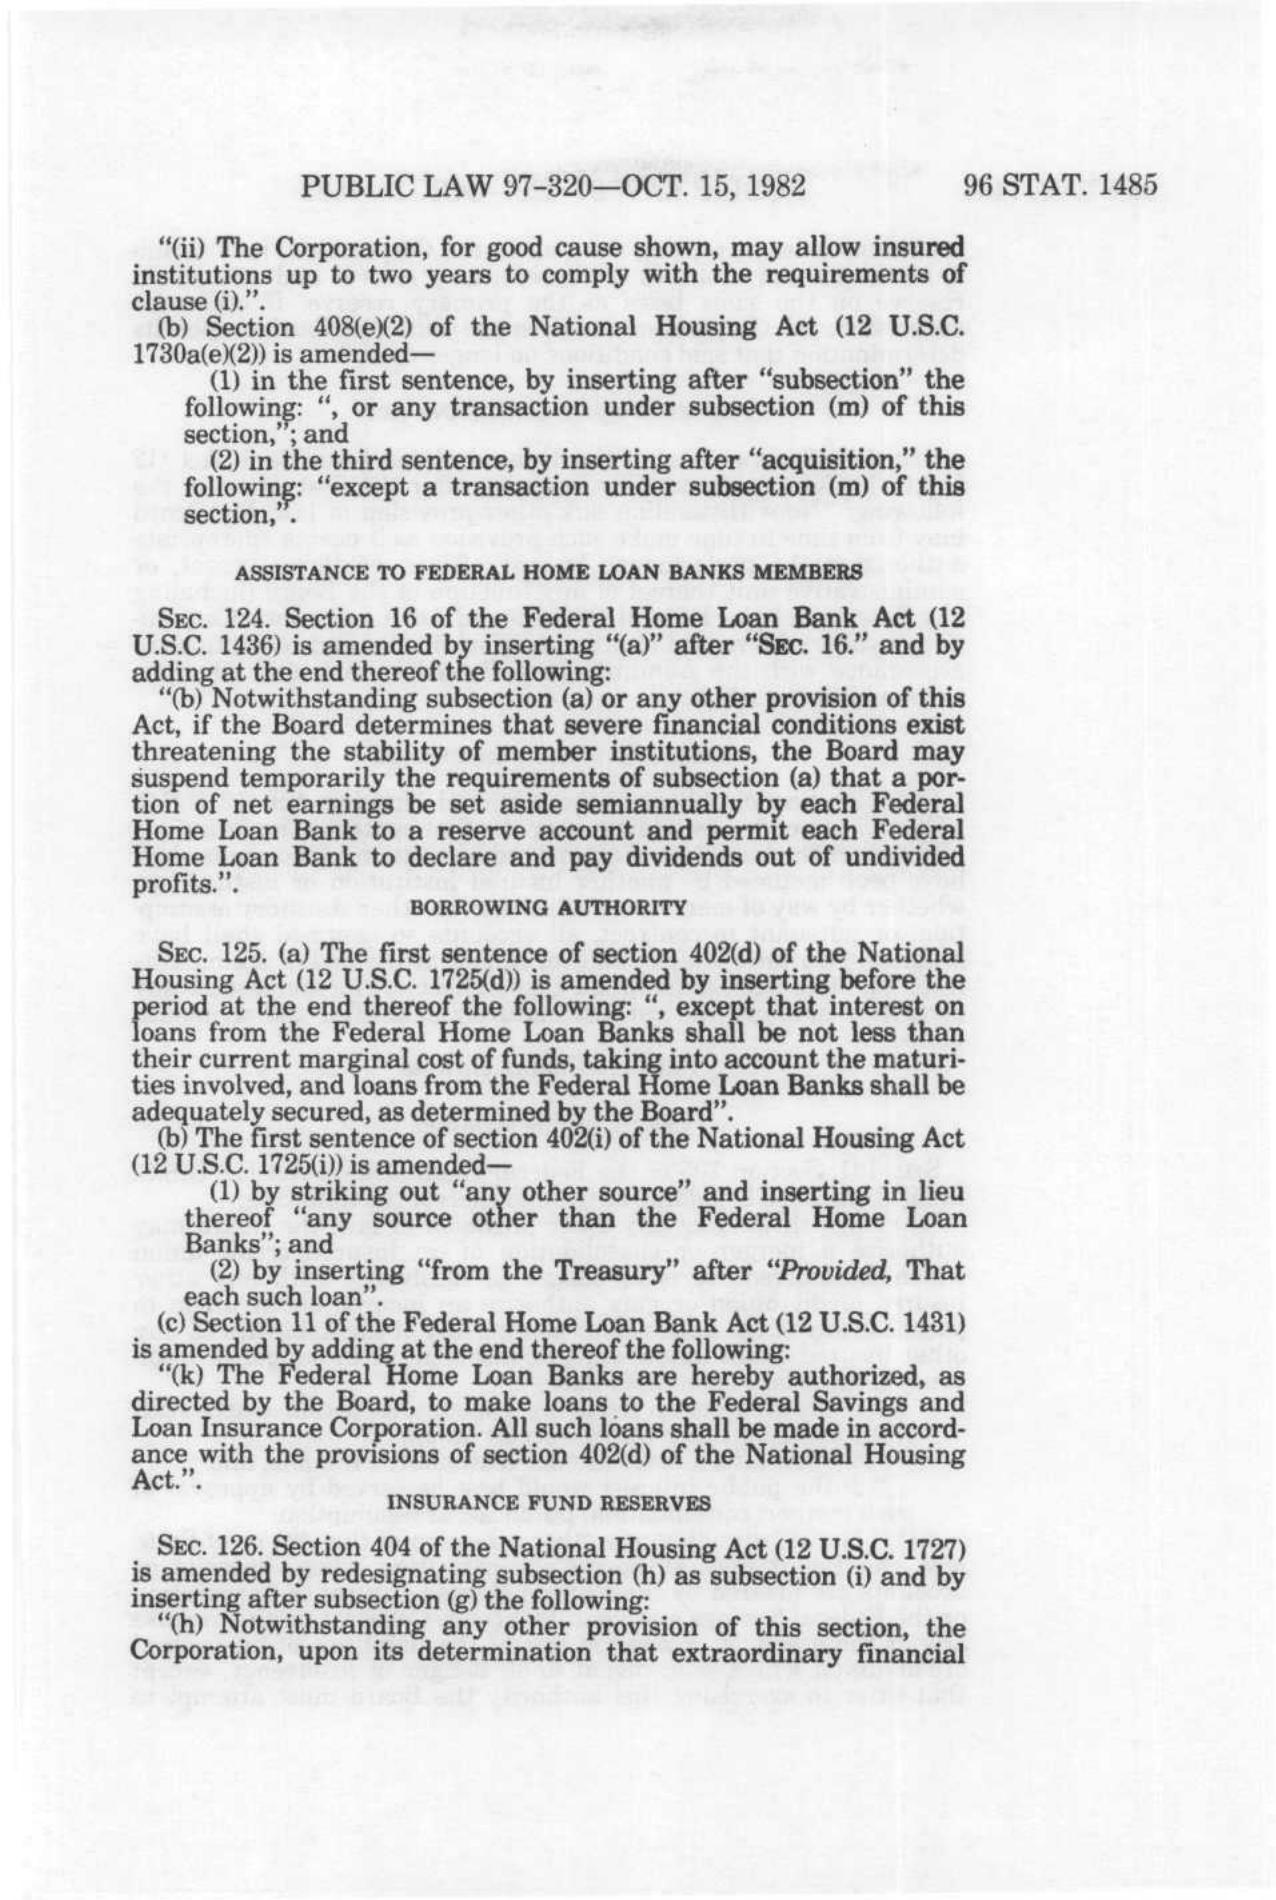 PUBLIC LAW 97-320—OCT. 15, 1982 96 STAT. 1485
"(ii) The Corporation, for good cause shown, may allow insured
institutions up to two years to comply with the requirements of
clause (i).".
(b) Section 408(e)(2) of the National Housing Act (12 U.S.C.
1730a(e)(2)) is amended—
(1) in the first sentence, by inserting after "subsection" the
following: ", or any transaction under subsection (m) of this
section,"; and
(2) in the third sentence, by inserting after "acquisition," the
following: "except a transaction under subsection (m) of this
section,".
ASSISTANCE TO FEDERAL HOME LOAN BANKS MEMBERS
SEC. 124. Section 16 of the Federal Home Loan Bank Act (12
U.S.C. 1436) is amended by inserting "(a)" after "SEC. 16." and by
adding at the end thereof the following:
"(b) Notwithstanding subsection (a) or any other provision of this
Act, if the Board determines that severe financial conditions exist
threatening the stability of member institutions, the Board may
suspend temporarily the requirements of subsection (a) that a por-
tion of net earnings be set aside semiannually by each Federal
Home Loan Bank to a reserve account and permit each Federal
Home Loan Bank to declare and pay dividends out of undivided
profits.".
BORROWING AUTHORITY
SEC. 125. (a) The first sentence of section 402(d) of the National
Housing Act (12 U.S.C. 1725(d)) is amended by inserting before the
period at the end thereof the following: ", except that interest on
loans from the Federal Home Loan Banks shall be not less than
their current marginal cost of funds, taking into account the maturi-
ties involved, and loans from the Federal Home Loan Banks shall be
adequately secured, as determined by the Board".
(b) The first sentence of section 402(i) of the National Housing Act
(12 U.S.C. 1725(i)) is amended—
(1) by striking out "any other source" and inserting in lieu
thereof "any source other than the Federal Home Loan
Banks"; and
(2) by inserting "from the Treasury" after "Provided, That
each such loan".
(c) Section 11 of the Federal Home Loan Bank Act (12 U.S.C. 1431)
is amended by adding at the end thereof the following:
"(k) The Federal Home Loan Banks are hereby authorized, as
directed by the Board, to make loans to the Federal Savings and
Loan Insurance Corporation. All such loans shall be made in accord-
ance with the provisions of section 402(d) of the National Housing
Act.".
INSURANCE FUND RESERVES
SEC. 126. Section 404 of the National Housing Act (12 U.S.C. 1727)
is amended by redesignating subsection (h) as subsection (i) and by
inserting after subsection (g) the following:
"(h) Notwithstanding any other provision of this section, the
Corporation, upon its determination that extraordinary financial